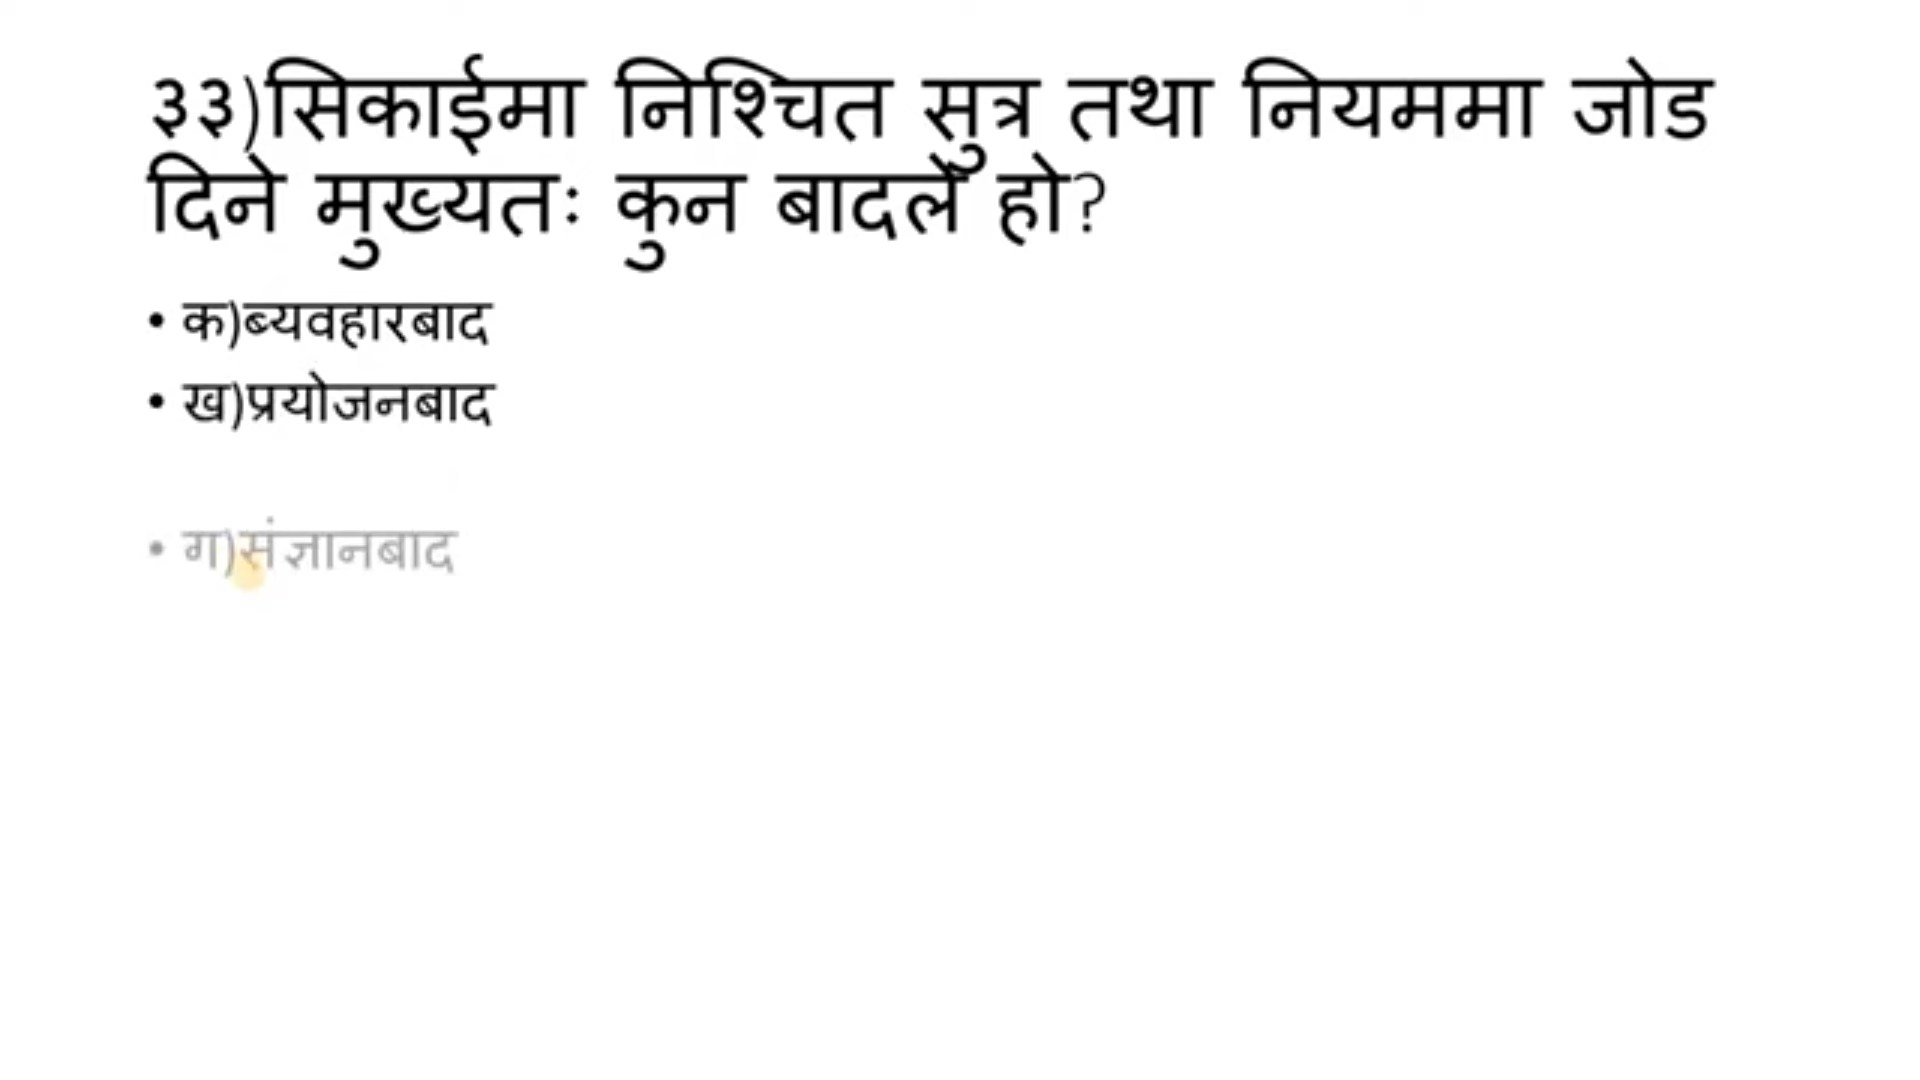 ३३)सिकाईमा निश्चित सुत्र तथा नियममा जोड
दिने मुख्यतः कुन बादले हो?
• क)ब्यवहारबाद
• ख)प्रयोजनबाद
• ग)संज्ञानबाद